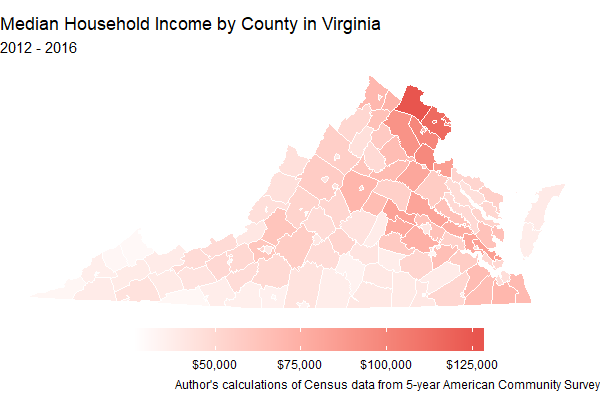 Median Household Income by County in Virginia
2012 - 2016
$50,000 $75,000 $100,000 $125,000
Author's calculations of Census data from 5-year American Community Survey